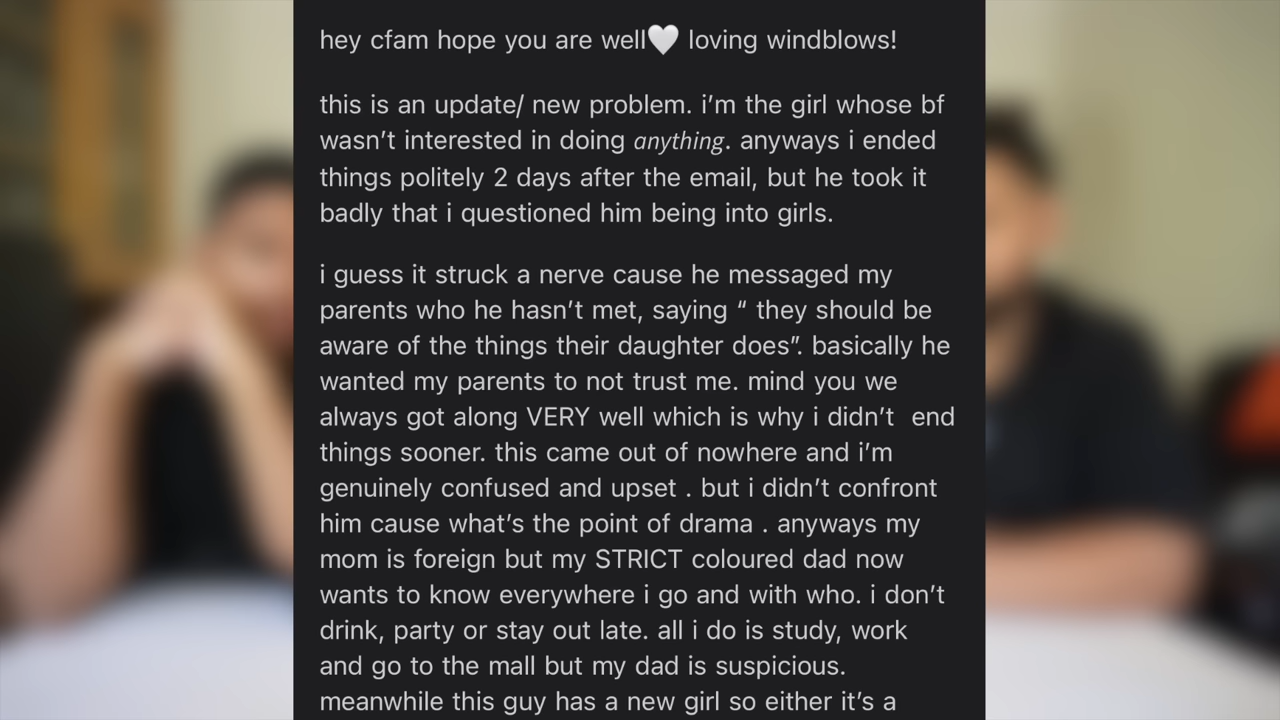 hey cfam hope you are well🤍 loving windblows!
this is an update/ new problem. i’m the girl whose bf
wasn’t interested in doing anything. anyways i ended
things politely 2 days after the email, but he took it
badly that i questioned him being into girls.
i guess it struck a nerve cause he messaged my
parents who he hasn’t met, saying “ they should be
aware of the things their daughter does”. basically he
wanted my parents to not trust me. mind you we
always got along VERY well which is why i didn’t  end
things sooner. this came out of nowhere and i’m
genuinely confused and upset . but i didn’t confront
him cause what’s the point of drama . anyways my
mom is foreign but my STRICT coloured dad now
wants to know everywhere i go and with who. i don’t
drink, party or stay out late. all i do is study, work
and go to the mall but my dad is suspicious.
meanwhile this guy has a new girl so either it’s a